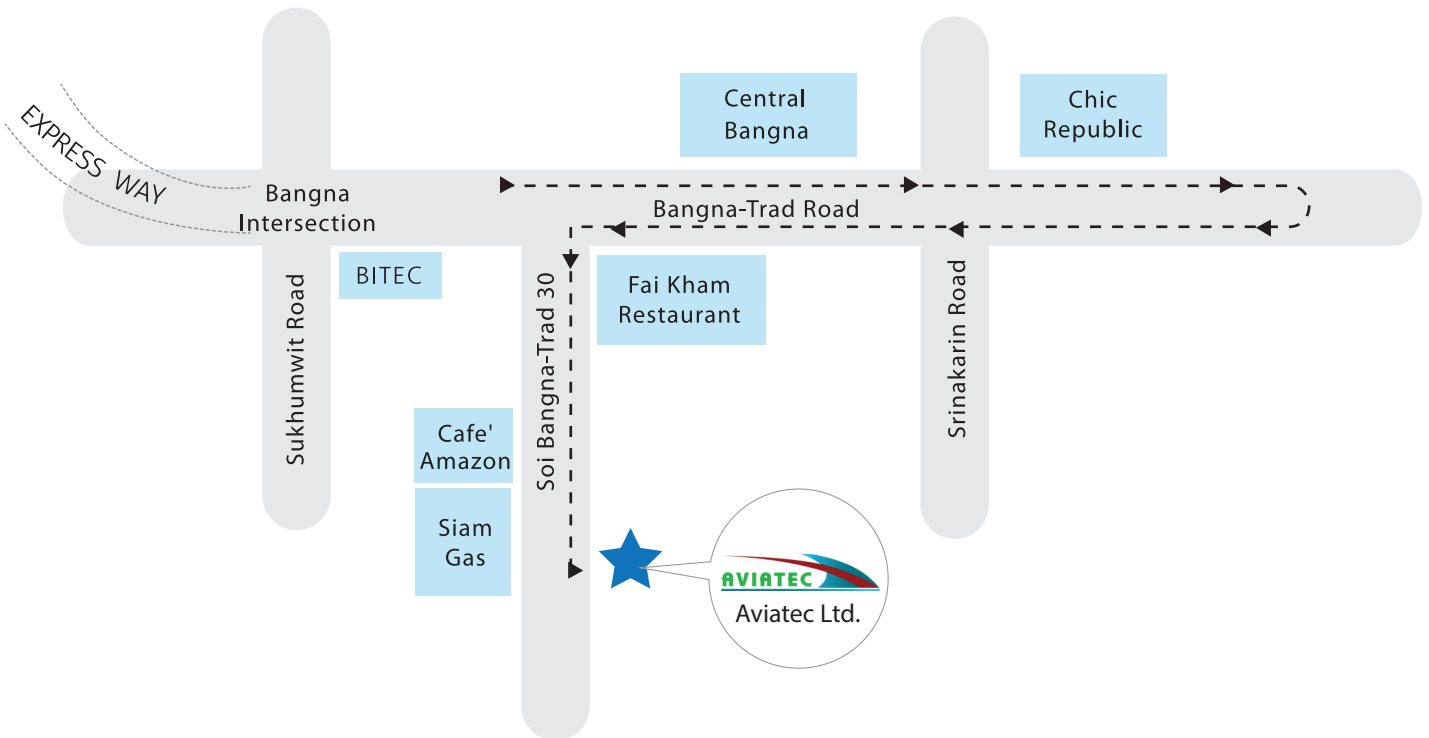 EXPRESS WAY
Central
Bangna
Chic
Republic
Bangna
Intersection
Bangna-Trad Road
BITEC
Fai Kham
Restaurant
Sukhumwit Road
Soi Bangna-Trad 30
Srinakarin Road
Cafe'
Amazon
Siam
Gas
AVIATEC
Aviatec Ltd.